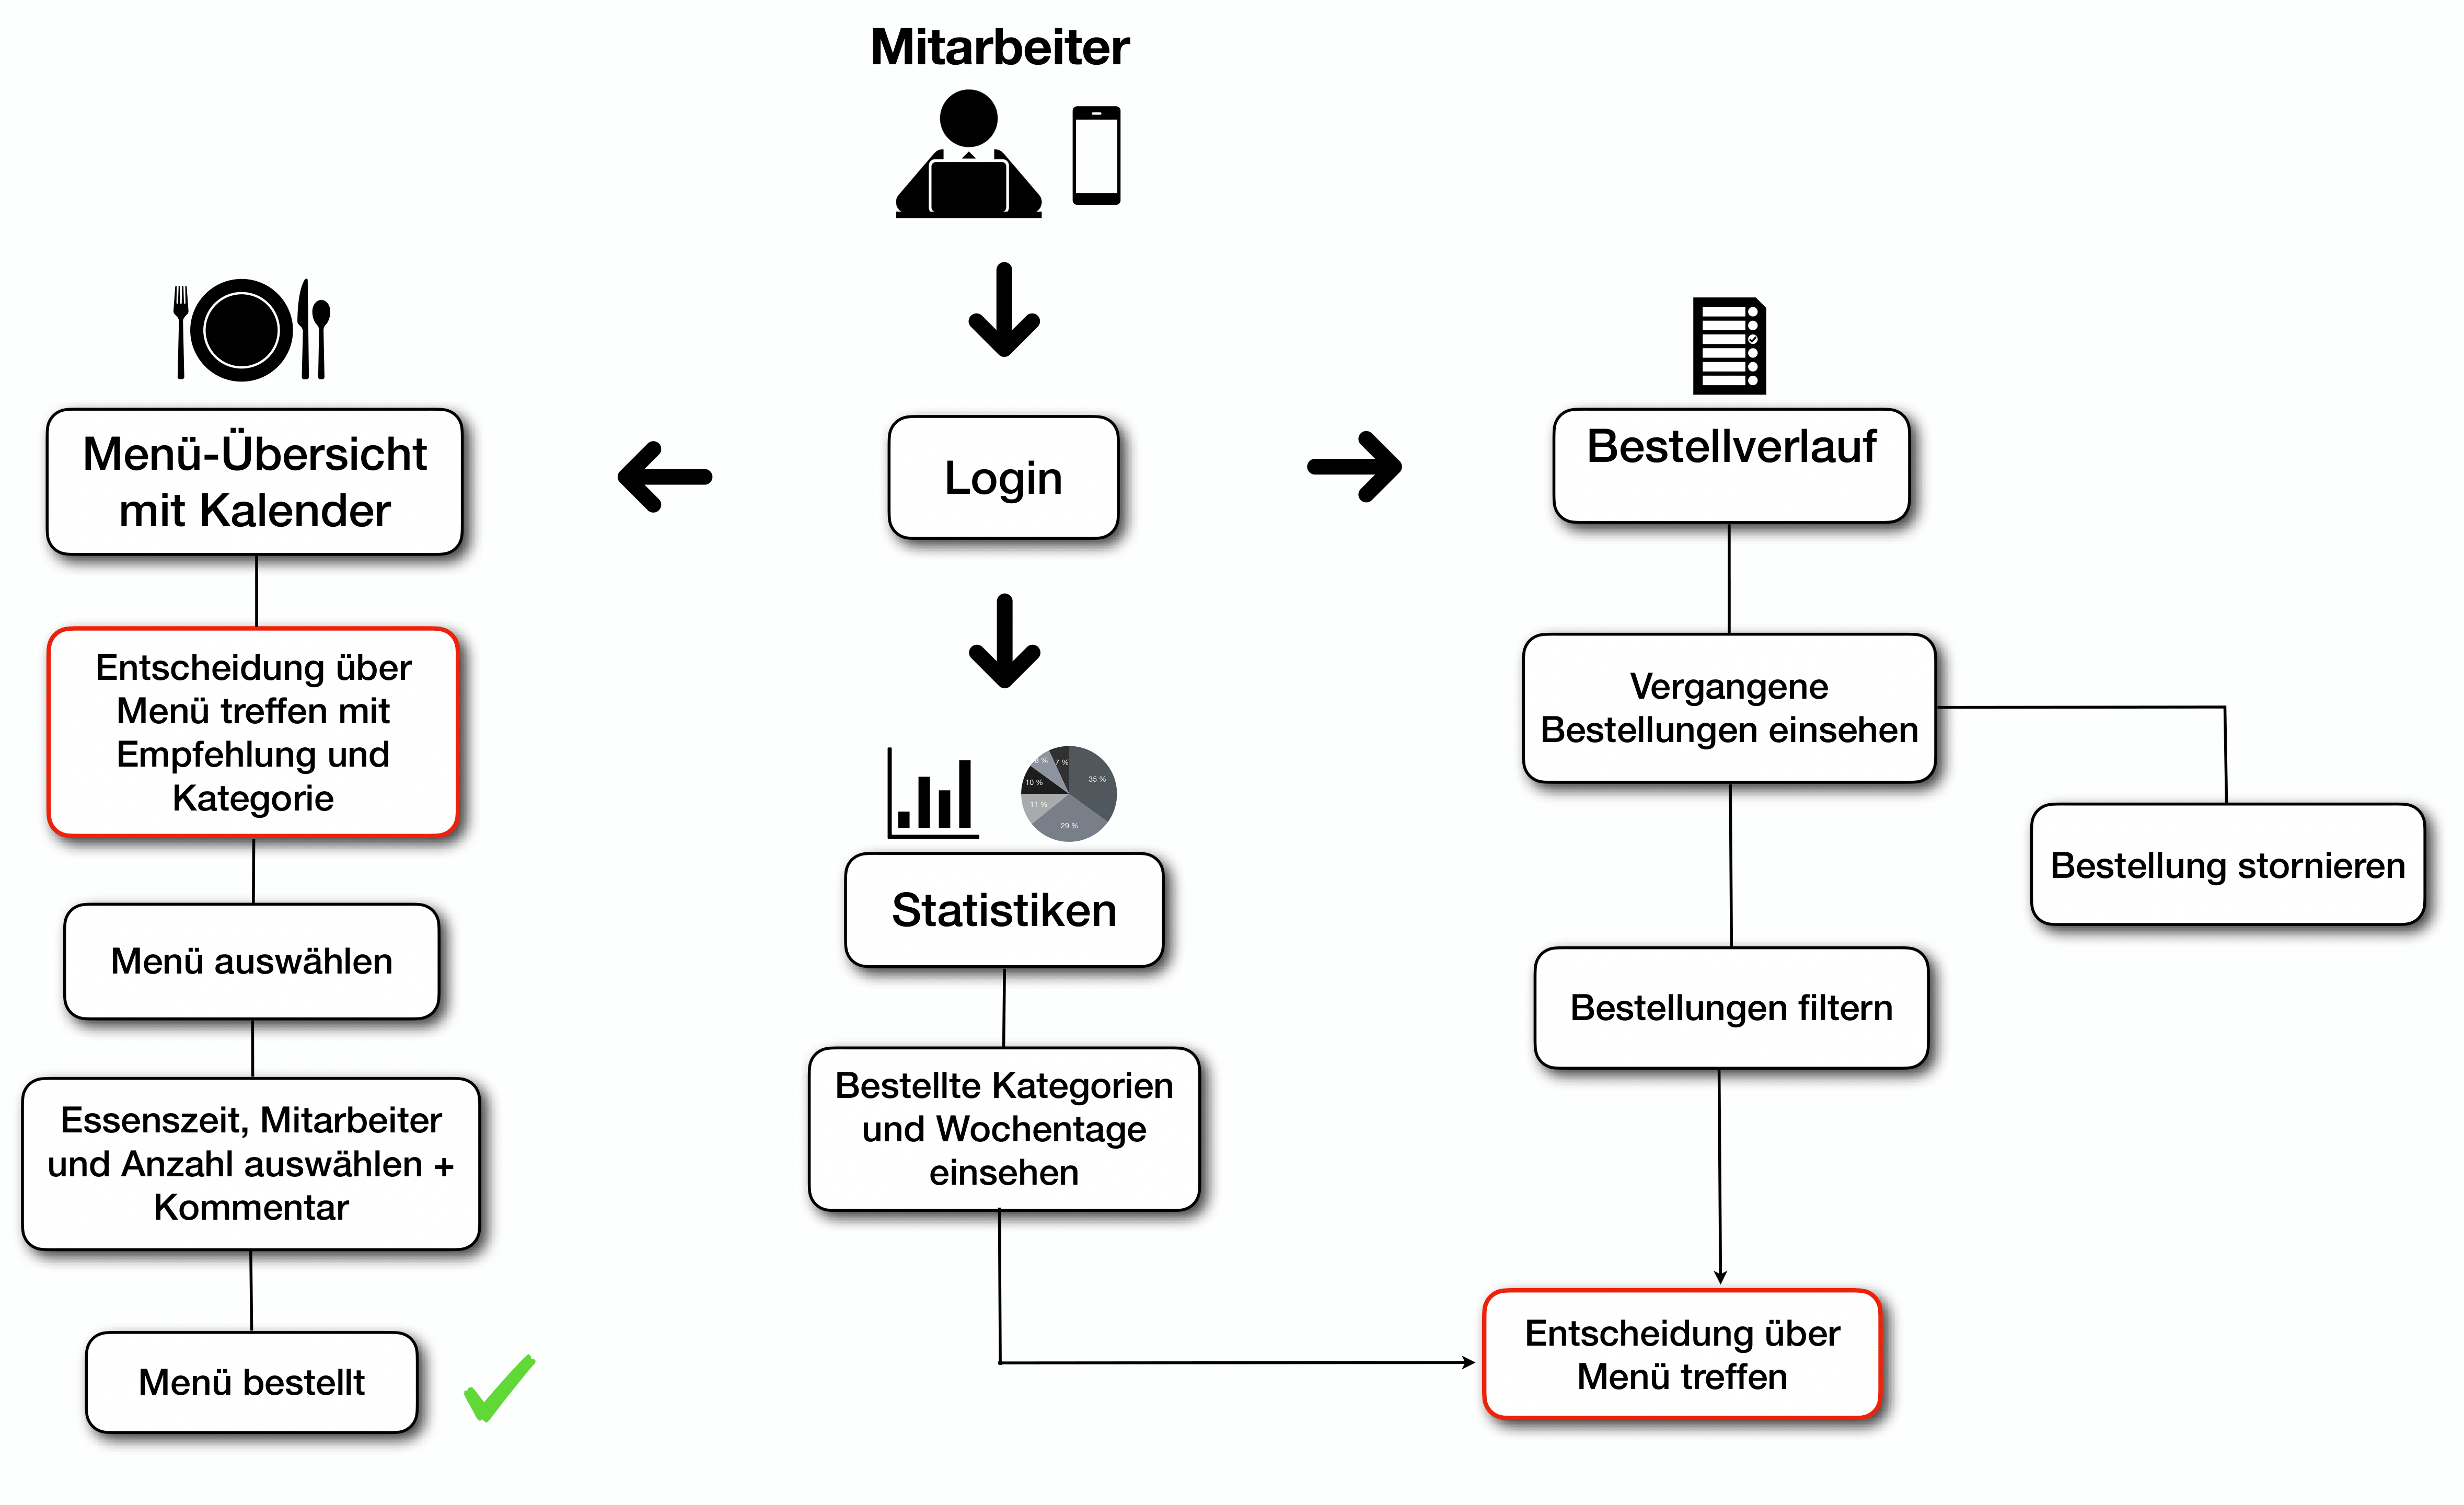 Mitarbeiter
Menü-Übersicht
mit Kalender
Login
Bestellverlauf
Entscheidung über
Menü treffen mit
Empfehlung und
Kategorie
Menü auswählen
Essenszeit, Mitarbeiter
und Anzahl auswählen +
Kommentar
Menü bestellt
7 %
35 %
10 %
11 %
29 %
Statistiken
Bestellte Kategorien
und Wochentage
einsehen
Vergangene
Bestellungen einsehen
Bestellung stornieren
Bestellungen filtern
Entscheidung über
Menü treffen